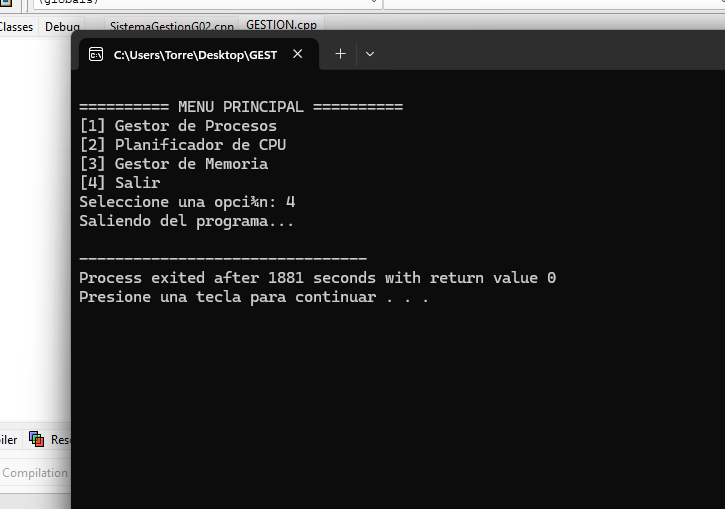 (globals)
Classes Debug SistemaGestionG02.cpp GESTION.cpp
C:\Users\Torre\Desktop\GEST
========== MENU PRINCIPAL ==========
[1] Gestor de Procesos
[2] Planificador de CPU
[3] Gestor de Memoria
[4] Salir
Seleccione una opci¾n: 4
Saliendo del programa...
--------------------------------
Process exited after 1881 seconds with return value 0
Presione una tecla para continuar . . .
iler Res
Compilation